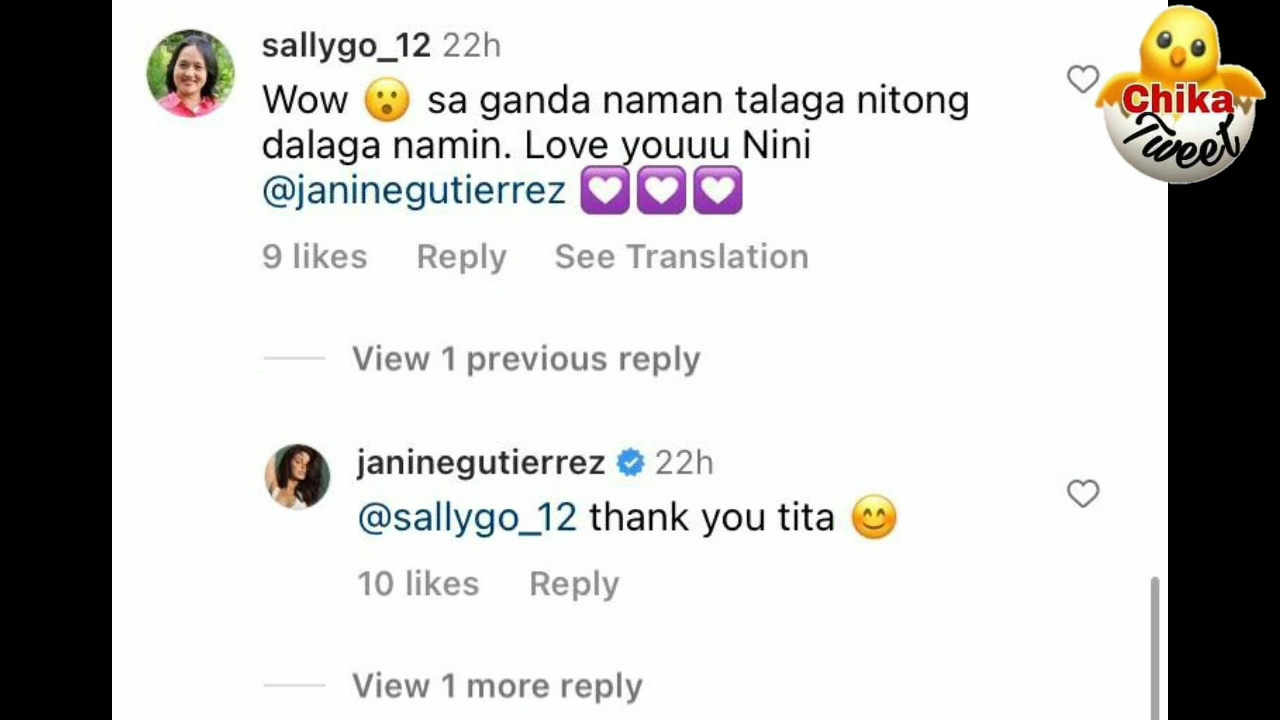 sallygo_12 22h
Wow 😮 sa ganda naman talaga nitong
dalaga namin. Love youuu Nini
@janinegutierrez 💟💟💟
9 likes Reply See Translation
View 1 previous reply
janinegutierrez 22h
@sallygo_12 thank you tita 😊
10 likes Reply
View 1 more reply
Chika
Tweet